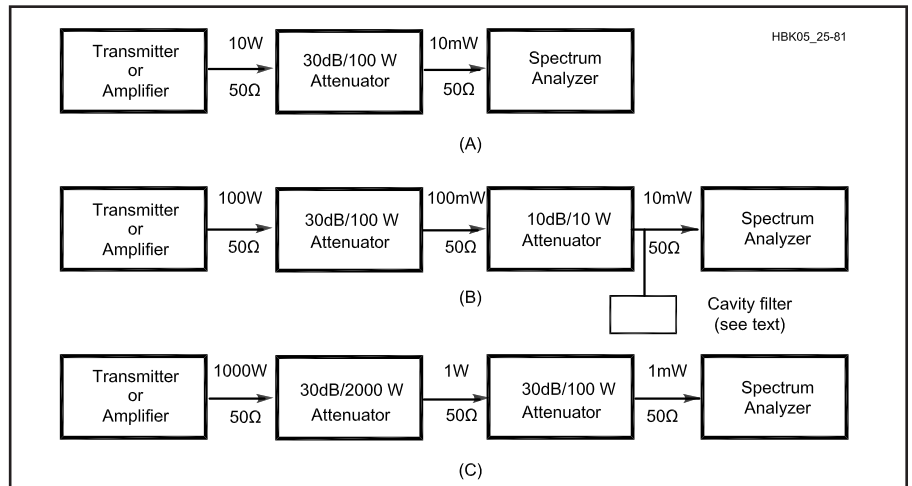 HBK05_25-81
Transmitter
or
Amplifier
10W
50Ω
30dB/100 W
Attenuator
10mW
50Ω
Spectrum
Analyzer
(A)
Transmitter
or
Amplifier
100W
50Ω
30dB/100 W
Attenuator
100mW
50Ω
10dB/10 W
Attenuator
10mW
50Ω
Spectrum
Analyzer
(B)
Cavity filter
(see text)
Transmitter
or
Amplifier
1000W
50Ω
30dB/2000 W
Attenuator
1W
50Ω
30dB/100 W
Attenuator
1mW
50Ω
Spectrum
Analyzer
(C)